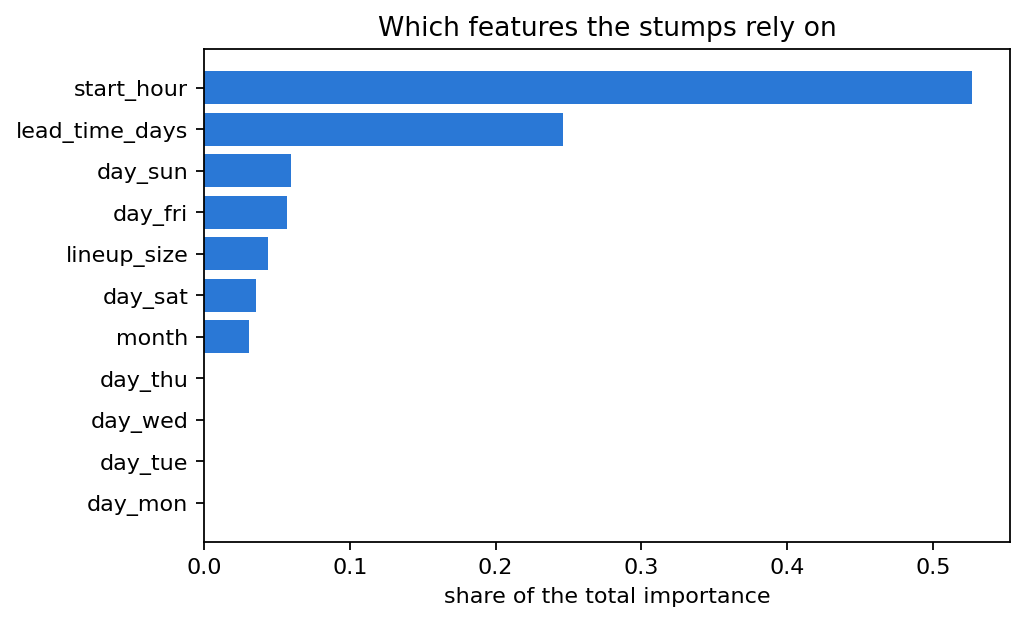 Which features the stumps rely on
start_hour
lead_time_days
day_sun
day_fri
lineup_size
day_sat
month
day_thu
day_wed
day_tue
day_mon
0.0 0.1 0.2 0.3 0.4 0.5
share of the total importance